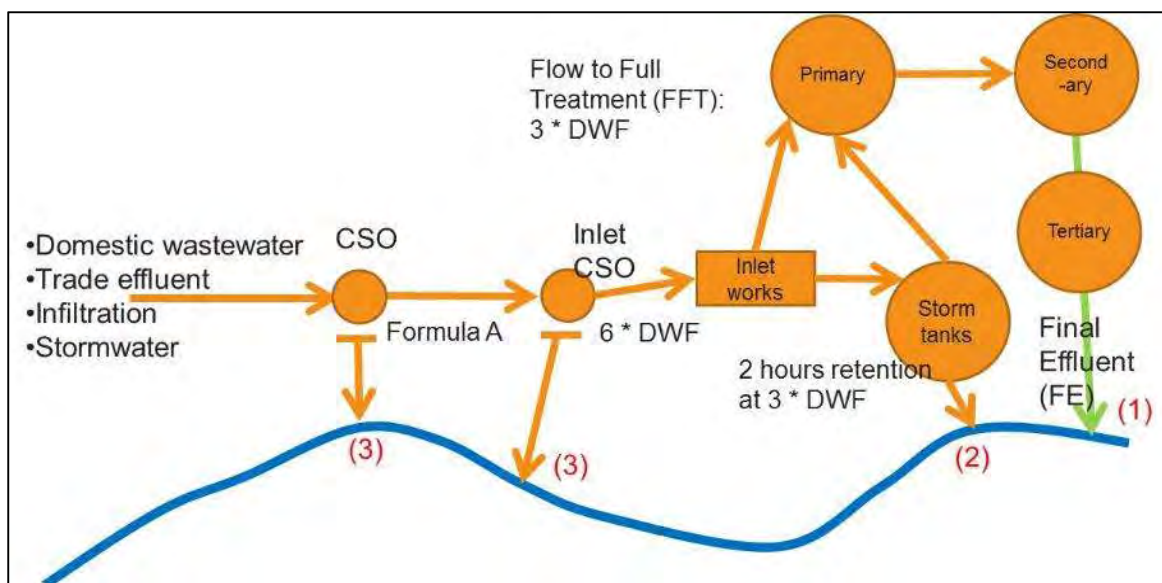 •Domestic wastewater
•Trade effluent
•Infiltration
•Stormwater
CSO
Formula A
(3)
Inlet
CSO
6 * DWF
(3)
Flow to Full
Treatment (FFT):
3 * DWF
Inlet
works
Primary
Second
-ary
Tertiary
Storm
tanks
2 hours retention
at 3 * DWF
(2)
Final
Effluent
(FE)
(1)